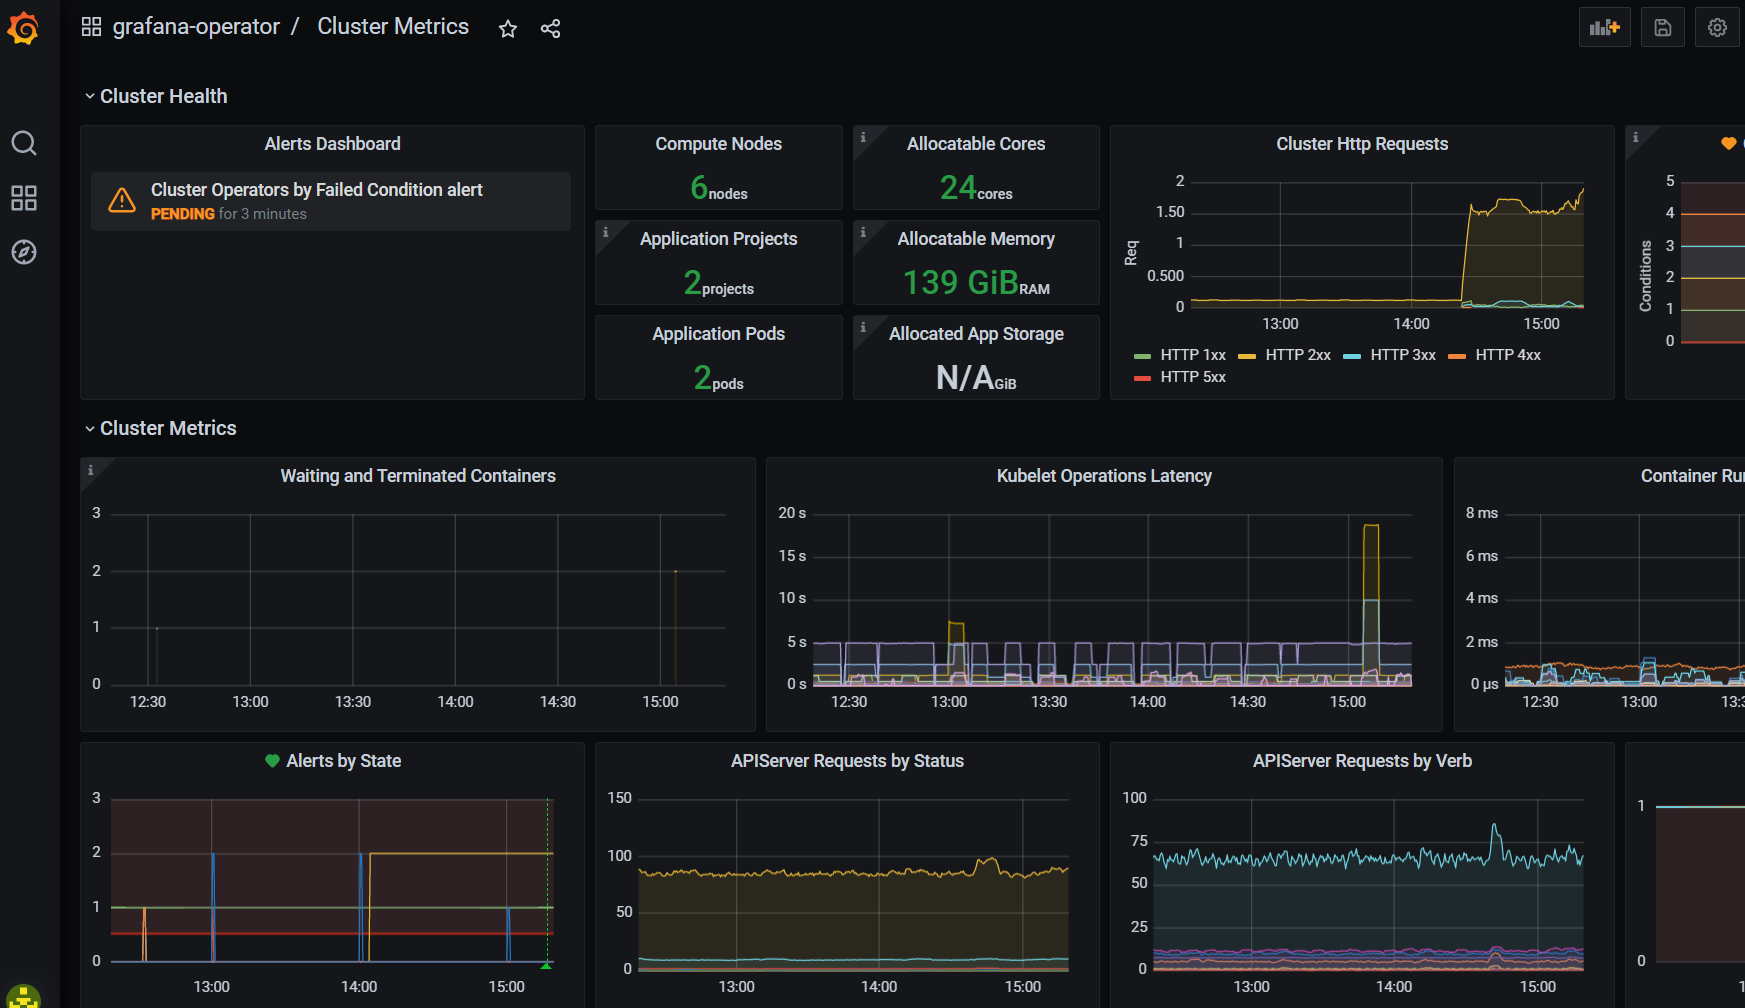 grafana-operator / Cluster Metrics
Cluster Health
Alerts Dashboard
Cluster Operators by Failed Condition alert
PENDING for 3 minutes
Compute Nodes
6nodes
Application Projects
2projects
Application Pods
2pods
Allocatable Cores
24cores
Allocatable Memory
139 GiBRAM
Allocated App Storage
N/AGiB
Cluster Http Requests
Req
2
1.50
1
0.500
0
13:00 14:00 15:00
HTTP 1xx HTTP 2xx HTTP 3xx HTTP 4xx
HTTP 5xx
Conditions
5
4
3
2
1
0
Cluster Metrics
Waiting and Terminated Containers
3
2
1
0
12:30 13:00 13:30 14:00 14:30 15:00
Kubelet Operations Latency
20 s
15 s
10 s
5 s
0 s
12:30 13:00 13:30 14:00 14:30 15:00
Container Ru
8 ms
6 ms
4 ms
2 ms
0 µs
12:30 13:00 13:3
Alerts by State
3
2
1
0
13:00 14:00 15:00
APIServer Requests by Status
150
100
50
0
13:00 14:00 15:00
APIServer Requests by Verb
100
75
50
25
0
13:00 14:00 15:00
1
0